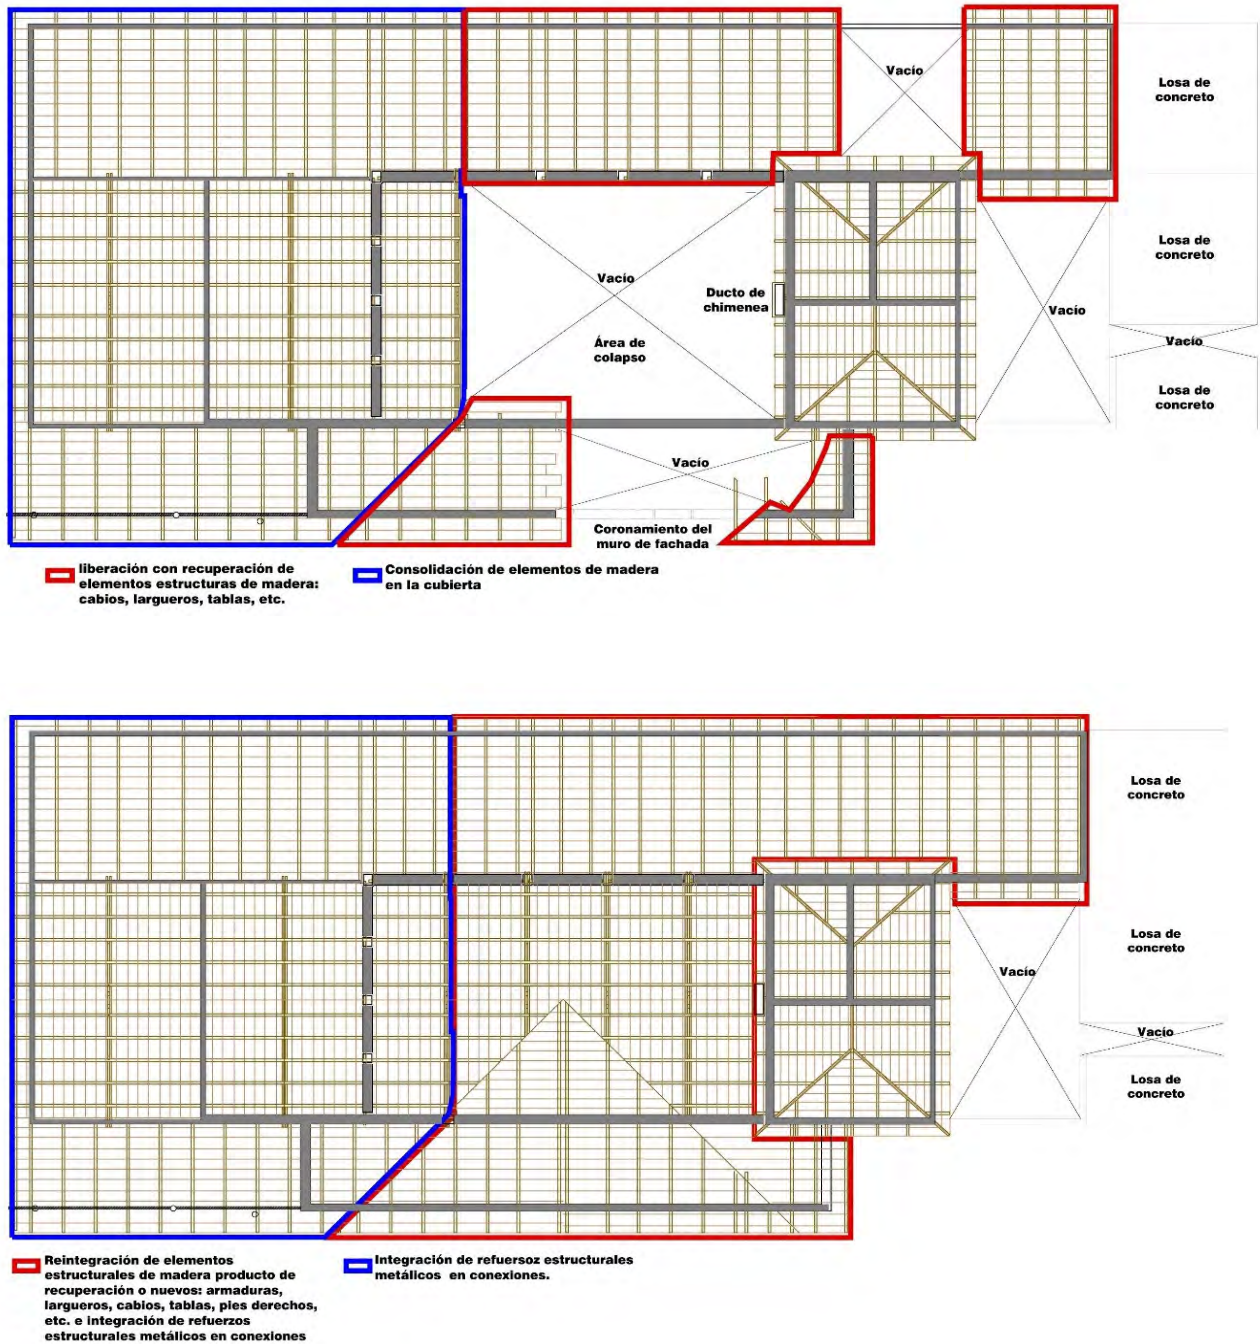 Vacío
Losa de
concreto
Losa de
concreto
Vacío
Ducto de
chimenea
Vacío
Área de
colapso
Vacío
Losa de
concreto
Vacío
Coronamiento del
muro de fachada
liberación con recuperación de
elementos estructuras de madera:
cabios, largueros, tablas, etc.
Consolidación de elementos de madera
en la cubierta
Losa de
concreto
Losa de
concreto
Vacío
Vacío
Losa de
concreto
Reintegración de elementos
estructurales de madera producto de
recuperación o nuevos: armaduras,
largueros, cabios, tablas, pies derechos,
etc. e integración de refuerzos
estructurales metálicos en conexiones
Integración de refuersoz estructurales
metálicos en conexiones.